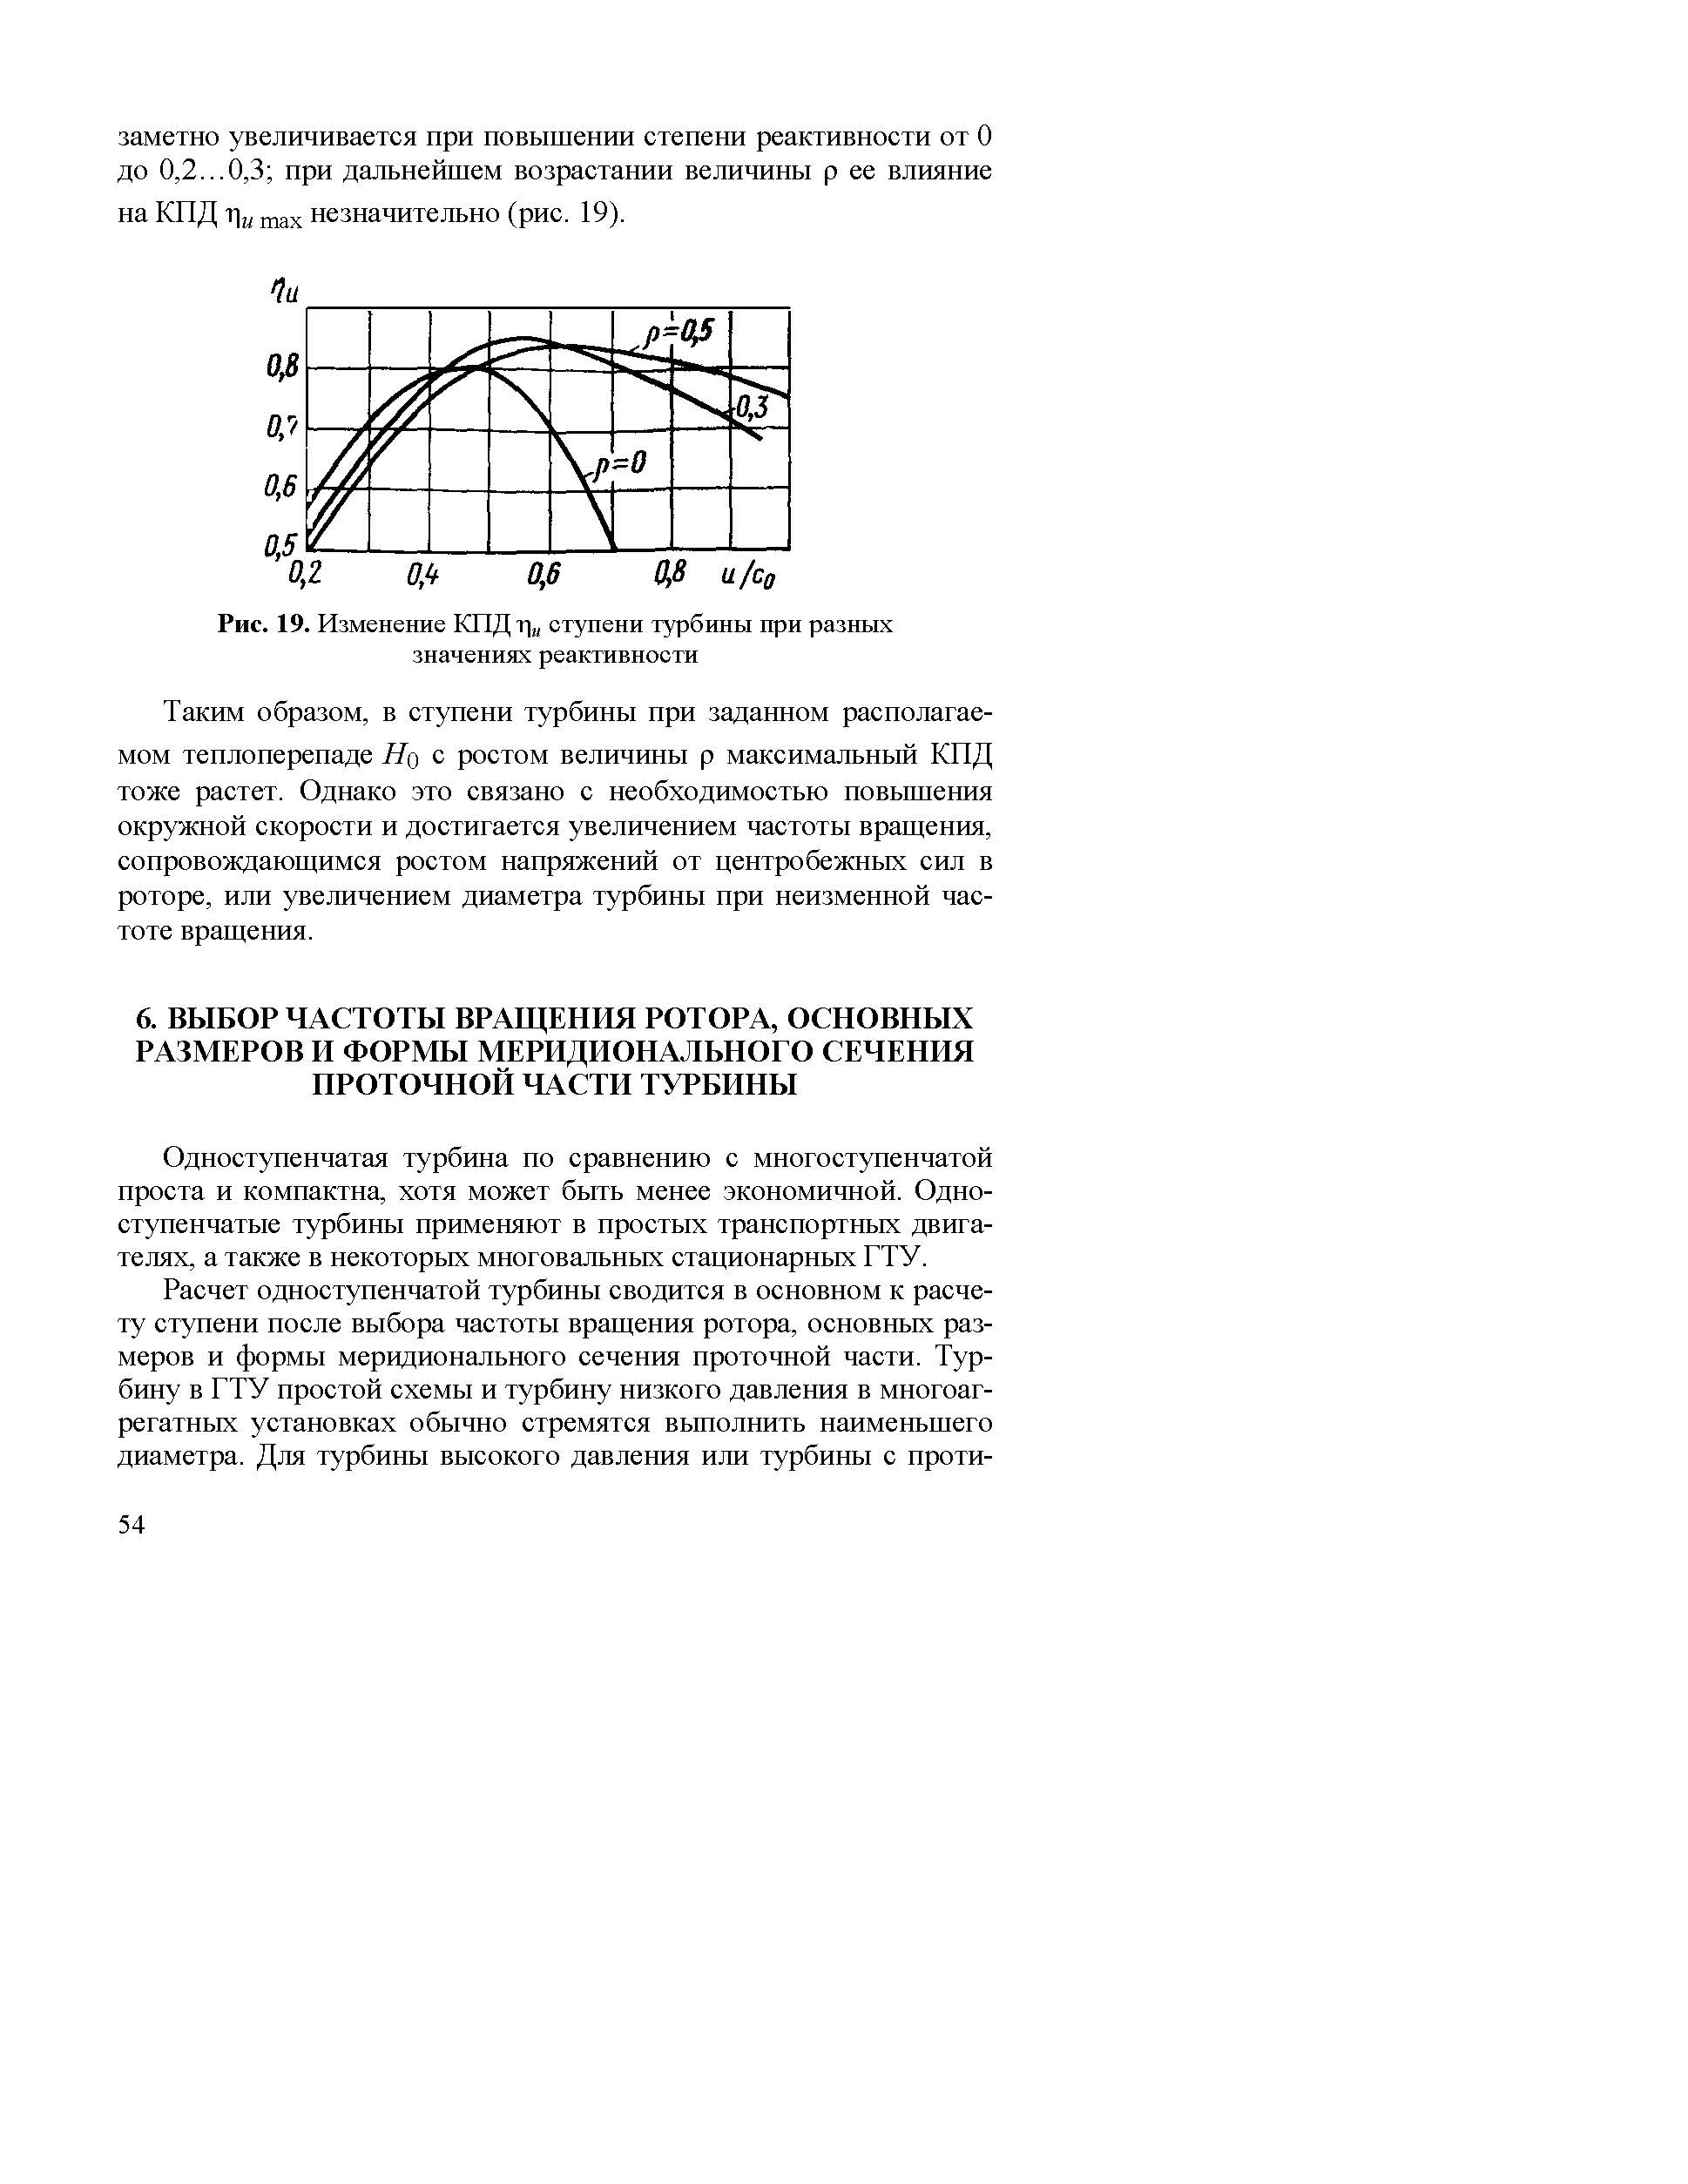 заметно увеличивается при повышении степени реактивности от 0
до 0,2…0,3; при дальнейшем возрастании величины ρ ее влияние
на КПД ηu max незначительно (рис. 19).
ηu
ρ=0,5
0,8
0,3
0,7
ρ=0
0,6
0,5
0,2 0,4 0,6 0,8 u/c0
Рис. 19. Изменение КПД ηu ступени турбины при разных
значениях реактивности
Таким образом, в ступени турбины при заданном располагае-
мом теплоперепаде H0 с ростом величины ρ максимальный КПД
тоже растет. Однако это связано с необходимостью повышения
окружной скорости и достигается увеличением частоты вращения,
сопровождающимся ростом напряжений от центробежных сил в
роторе, или увеличением диаметра турбины при неизменной час-
тоте вращения.
6. ВЫБОР ЧАСТОТЫ ВРАЩЕНИЯ РОТОРА, ОСНОВНЫХ
РАЗМЕРОВ И ФОРМЫ МЕРИДИОНАЛЬНОГО СЕЧЕНИЯ
ПРОТОЧНОЙ ЧАСТИ ТУРБИНЫ
Одноступенчатая турбина по сравнению с многоступенчатой
проста и компактна, хотя может быть менее экономичной. Одно-
ступенчатые турбины применяют в простых транспортных двига-
телях, а также в некоторых многовальных стационарных ГТУ.
Расчет одноступенчатой турбины сводится в основном к расче-
ту ступени после выбора частоты вращения ротора, основных раз-
меров и формы меридионального сечения проточной части. Тур-
бину в ГТУ простой схемы и турбину низкого давления в многоаг-
регатных установках обычно стремятся выполнить наименьшего
диаметра. Для турбины высокого давления или турбины с проти-
54